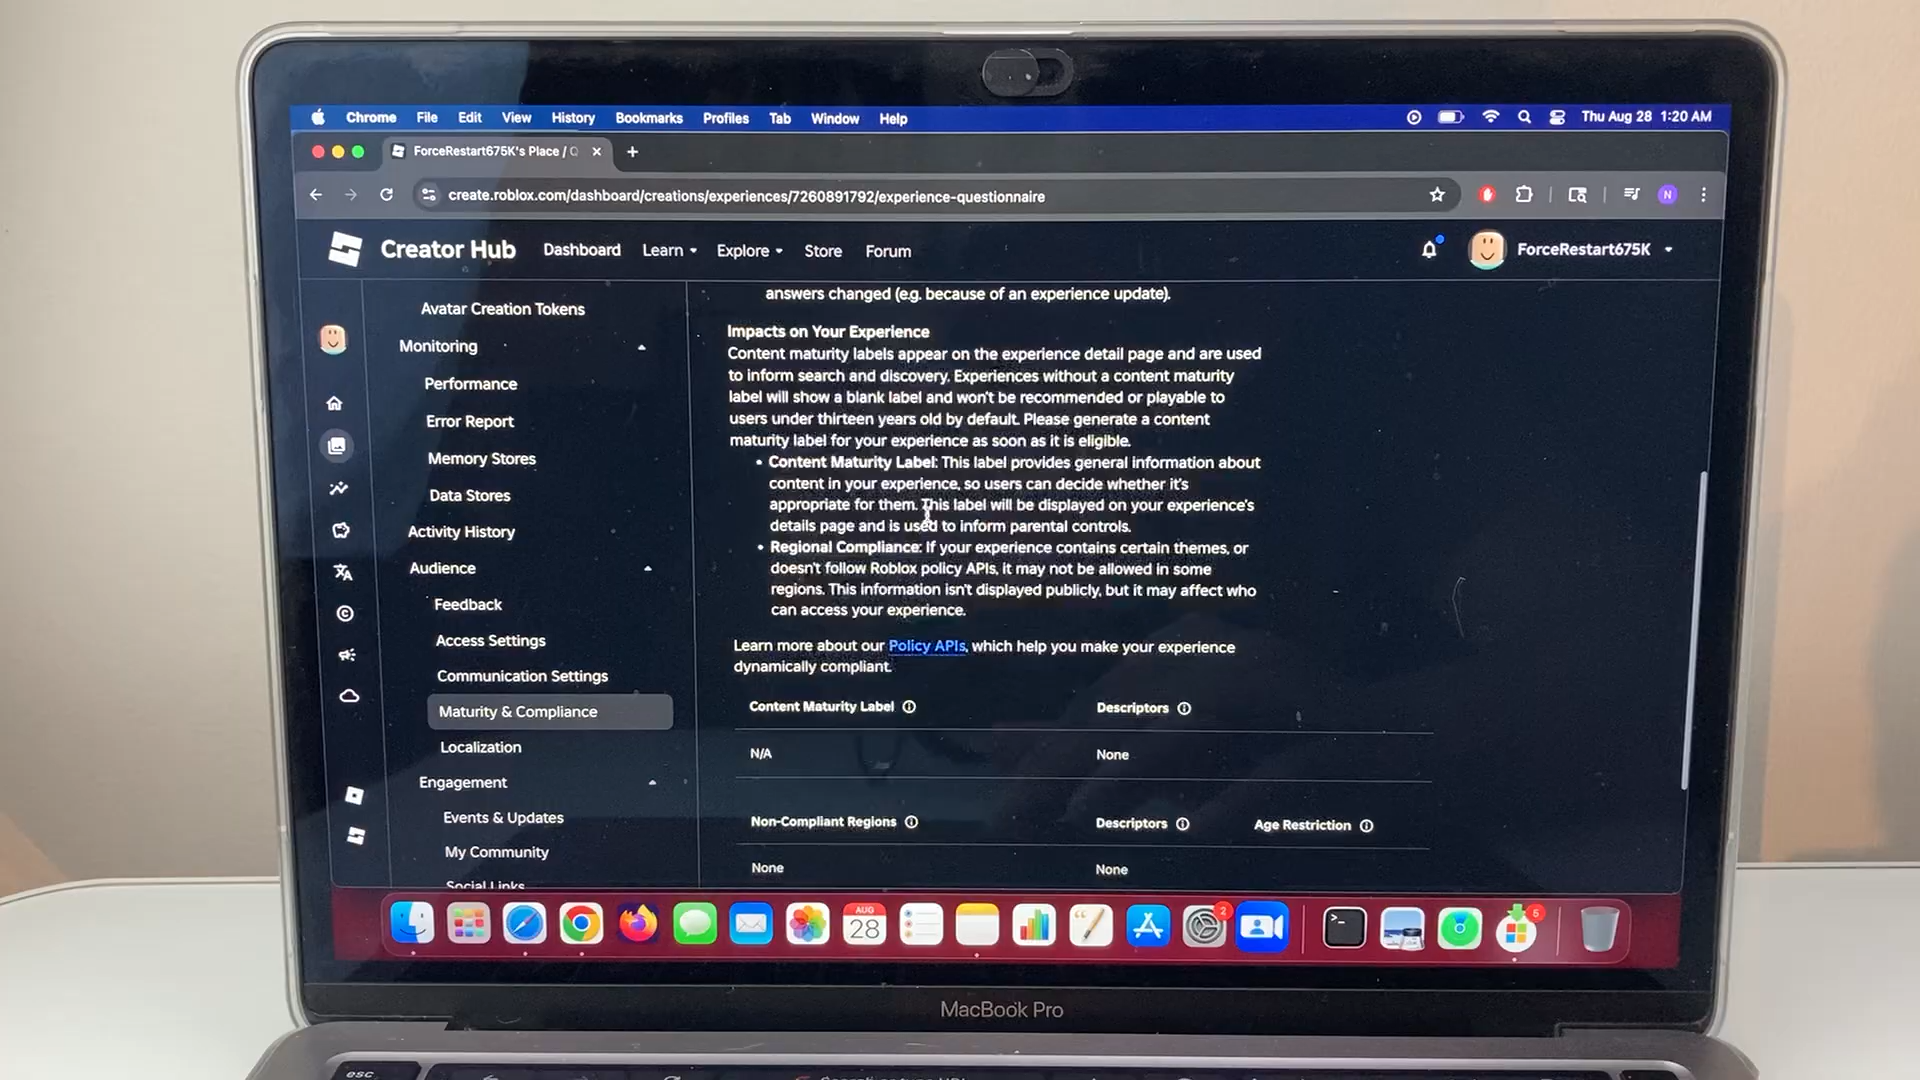 Chrome File Edit View History Bookmarks Profiles Tab Window Help Thu Aug 28 1:20 AM
ForceRestart675K's Place /
create.roblox.com/dashboard/creations/experiences/7260891792/experience-questionnaire
N
Creator Hub Dashboard Learn Explore Store Forum ForceRestart675K
Avatar Creation Tokens
Monitoring
Performance
Error Report
Memory Stores
Data Stores
Activity History
Audience
Feedback
Access Settings
Communication Settings
Maturity & Compliance
Localization
Engagement
Events & Updates
My Community
Social Links
answers changed (e.g. because of an experience update).
Impacts on Your Experience
Content maturity labels appear on the experience detail page and are used
to inform search and discovery. Experiences without a content maturity
label will show a blank label and won't be recommended or playable to
users under thirteen years old by default. Please generate a content
maturity label for your experience as soon as it is eligible.
• Content Maturity Label: This label provides general information about
content in your experience, so users can decide whether it's
appropriate for them. This label will be displayed on your experience's
details page and is used to inform parental controls.
• Regional Compliance: If your experience contains certain themes, or
doesn't follow Roblox policy APIs, it may not be allowed in some
regions. This information isn't displayed publicly, but it may affect who
can access your experience.
Learn more about our Policy APIs, which help you make your experience
dynamically compliant.
Content Maturity Label Descriptors
N/A None
Non-Compliant Regions Descriptors Age Restriction
None None
AUG
28
2
6
MacBook Pro
esc